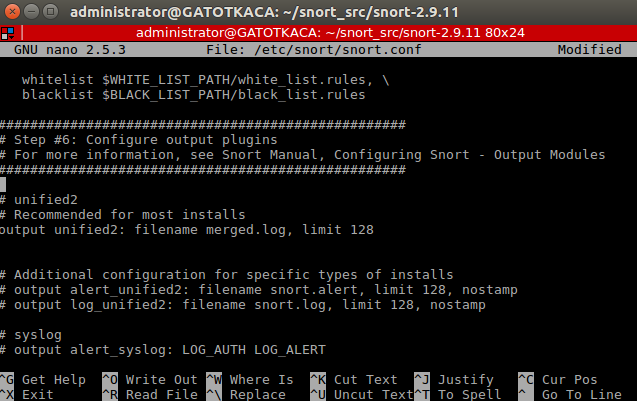 administrator@GATOTKACA: ~/snort_src/snort-2.9.11
administrator@GATOTKACA: ~/snort_src/snort-2.9.11 80x24
GNU nano 2.5.3 File: /etc/snort/snort.conf Modified
whitelist $WHITE_LIST_PATH/white_list.rules, \
blacklist $BLACK_LIST_PATH/black_list.rules
###################################################
# Step #6: Configure output plugins
# For more information, see Snort Manual, Configuring Snort - Output Modules
###################################################
# unified2
# Recommended for most installs
output unified2: filename merged.log, limit 128
# Additional configuration for specific types of installs
# output alert_unified2: filename snort.alert, limit 128, nostamp
# output log_unified2: filename snort.log, limit 128, nostamp
# syslog
# output alert_syslog: LOG_AUTH LOG_ALERT
^G Get Help ^O Write Out ^W Where Is ^K Cut Text ^J Justify ^C Cur Pos
^X Exit ^R Read File ^\ Replace ^U Uncut Text ^T To Spell ^_ Go To Line